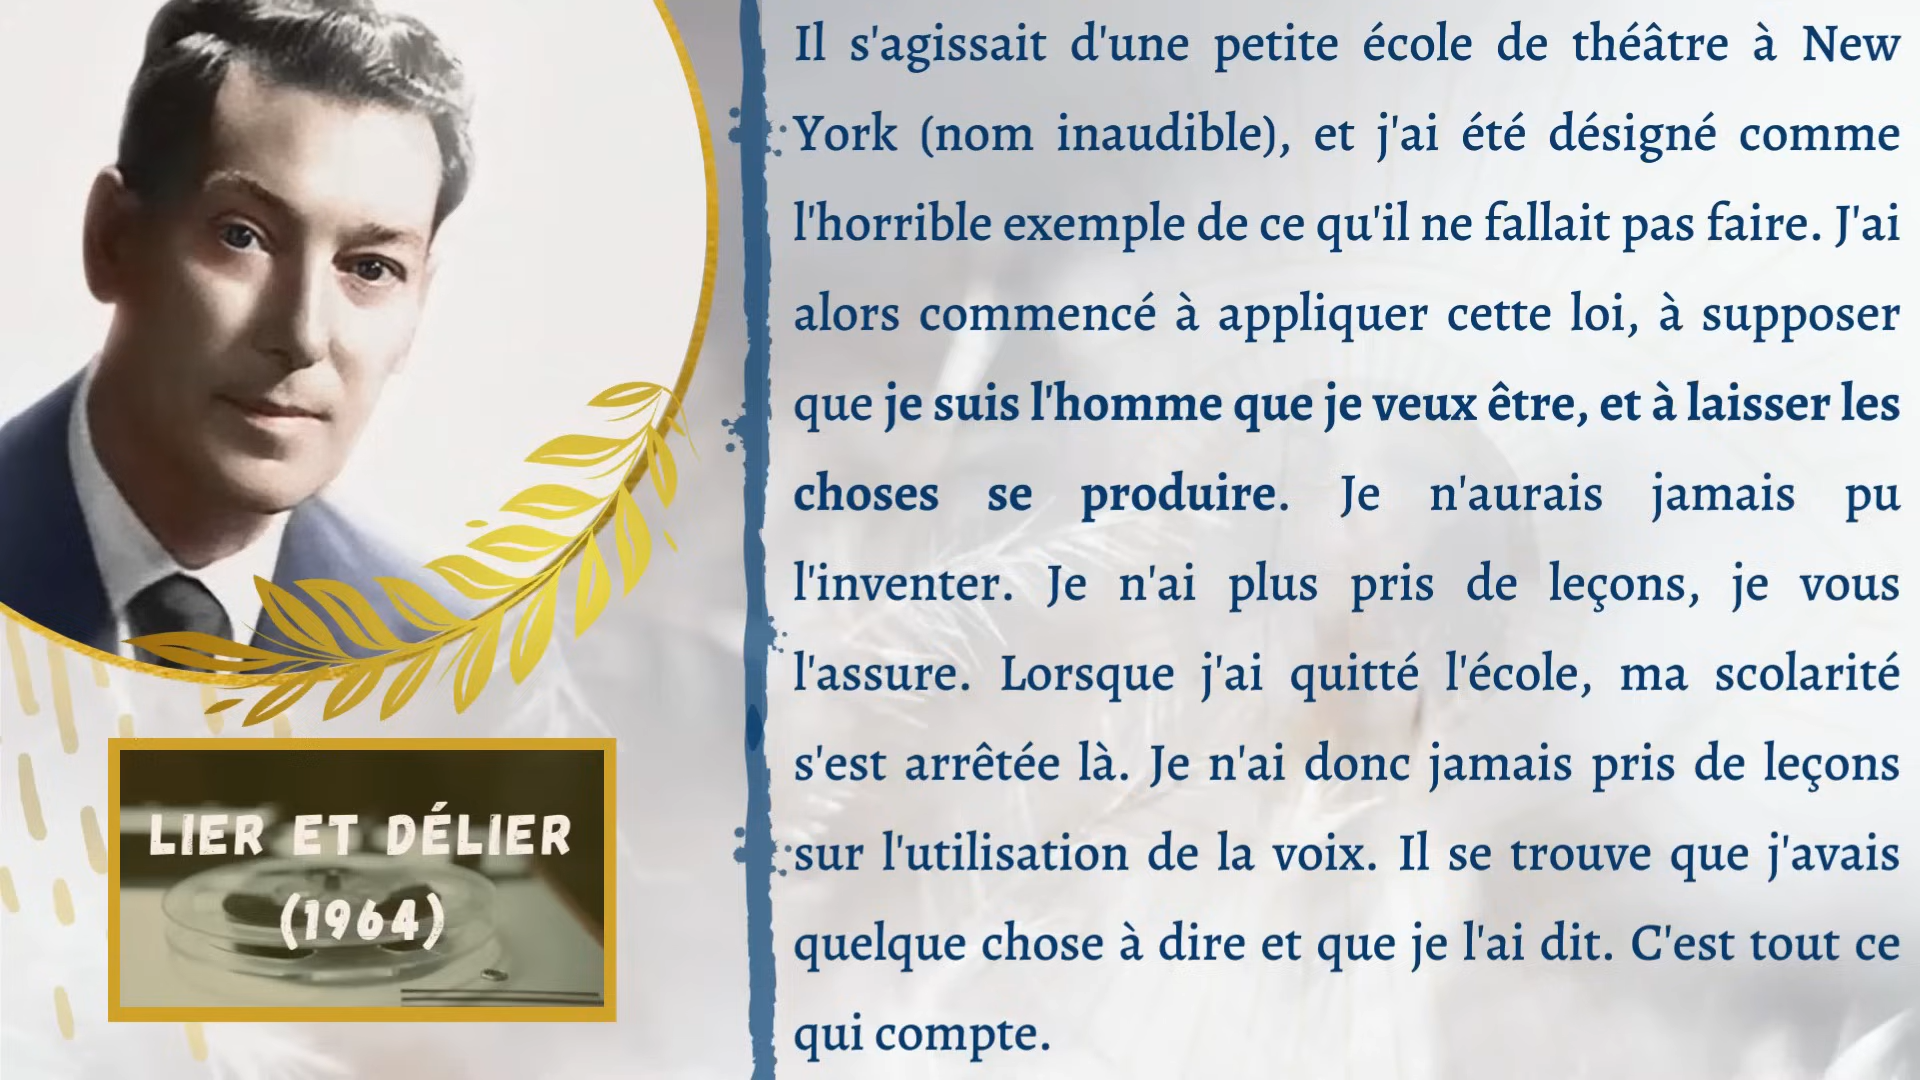 Il s'agissait d'une petite école de théâtre à New
York (nom inaudible), et j'ai été désigné comme
l'horrible exemple de ce qu'il ne fallait pas faire. J'ai
alors commencé à appliquer cette loi, à supposer
que je suis l'homme que je veux être, et à laisser les
choses se produire. Je n'aurais jamais pu
l'inventer. Je n'ai plus pris de leçons, je vous
l'assure. Lorsque j'ai quitté l'école, ma scolarité
s'est arrêtée là. Je n'ai donc jamais pris de leçons
sur l'utilisation de la voix. Il se trouve que j'avais
quelque chose à dire et que je l'ai dit. C'est tout ce
qui compte.
LIER ET DÉLIER
(1964)